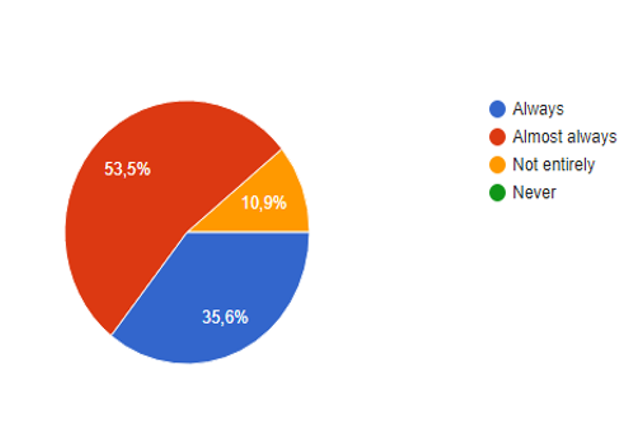 Always
Almost always
Not entirely
Never
53,5%
10,9%
35,6%